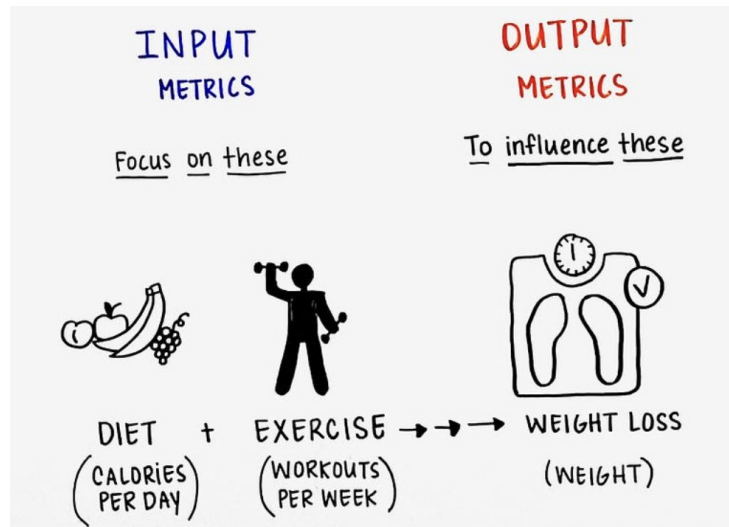 INPUT
METRICS
Focus on these
OUTPUT
METRICS
To influence these
DIET + EXERCISE →→→ WEIGHT LOSS
(CALORIES PER DAY)
(WORKOUTS PER WEEK)
(WEIGHT)